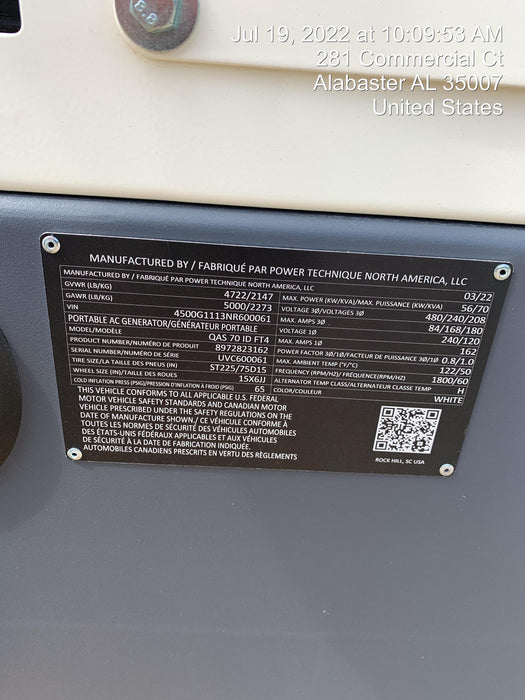 8.8
Jul 19, 2022 at 10:09:53 AM
281 Commercial Ct
Alabaster AL 35007
United States
MANUFACTURED BY / FABRIQUÉ PAR POWER TECHNIQUE NORTH AMERICA, LLC
MANUFACTURED BY / FABRIQUÉ PAR POWER TECHNIQUE NORTH AMERICA, LLC 03/22
GVWR (LB/KG) 4722/2147
GAWR (LB/KG) 5000/2273
VIN 4500G1113NR600061
PORTABLE AC GENERATOR/GÉNÉRATEUR PORTABLE
MODEL/MODÈLE QAS 70 ID FT4
PRODUCT NUMBER/NUMÉRO DE PRODUIT 8972823162
SERIAL NUMBER/NUMÉRO DE SÉRIE UVC600061
TIRE SIZE/LA TAILLE DES PNEUS (IN) ST225/75D15
WHEEL SIZE (IN)/TAILLE DES ROUES 15X6JJ
COLD INFLATION PRESS (PSIG)/PRESSION D'INFLATION À FROID (PSIG) 65
MAX. POWER (KW/KVA)/MAX. PUISSANCE (KW/KVA) 56/70
VOLTAGE 3Ø/VOLTAGES 3Ø 480/240/208
MAX. AMPS 3Ø 84/168/180
VOLTAGE 1Ø 240/120
MAX. AMPS 1Ø 162
POWER FACTOR 3Ø/1Ø/FACTEUR DE PUISSANCE 3Ø/1Ø 0.8/1.0
MAX. AMBIENT TEMP (°F/°C) 122/50
FREQUENCY (RPM/HZ)/ FRÉQUENCE(RPM/HZ) 1800/60
ALTERNATOR TEMP CLASS/ALTERNATEUR CLASSE TEMP H
COLOR/COULEUR WHITE
THIS VEHICLE CONFORMS TO ALL APPLICABLE U.S. FEDERAL
MOTOR VEHICLE SAFETY STANDARDS AND CANADIAN MOTOR
VEHICLE PRESCRIBED UNDER THE SAFETY REGULATIONS ON THE
DATE OF MANUFACTURE SHOWN./ CE VÉHICULE CONFORME À
TOUTES LES NORMES DE SÉCURITÉ DES VÉHICULES AUTOMOBILES
DES ÉTATS-UNIS FÉDÉRAUX APPLICABLES ET AUX VÉHICULES
DE SÉCURITÉ À LA DATE DE FABRICATION INDIQUÉE.
AUTOMOBILES CANADIENS PRESCRITS EN VERTU DES RÈGLEMENTS
ROCK HILL, SC USA